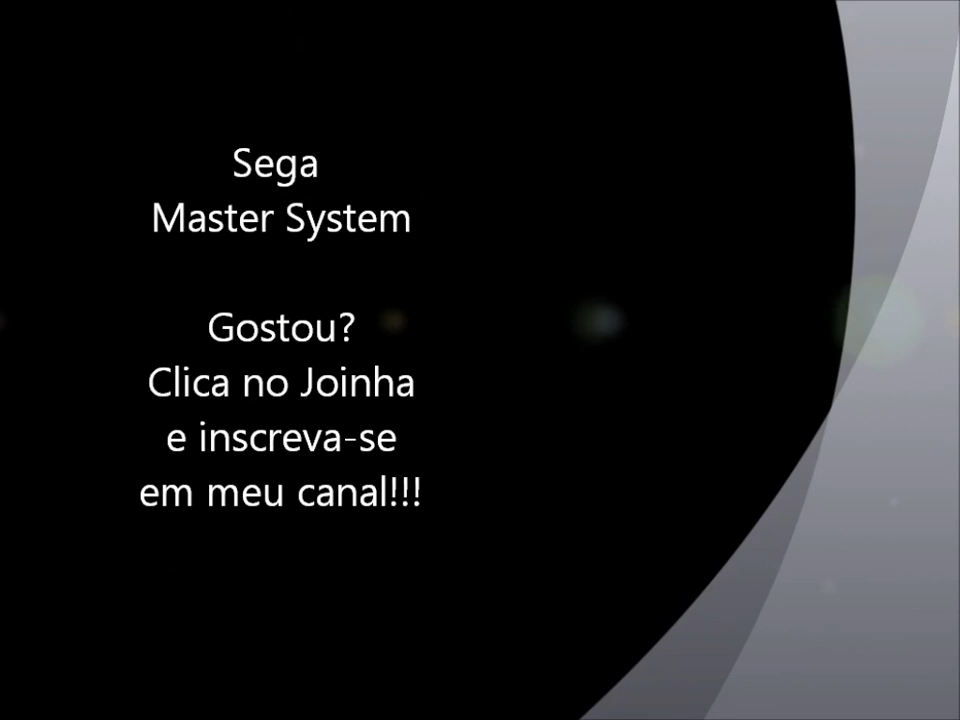 Sega
Master System
Gostou?
Clica no Joinha
e inscreva-se
em meu canal!!!